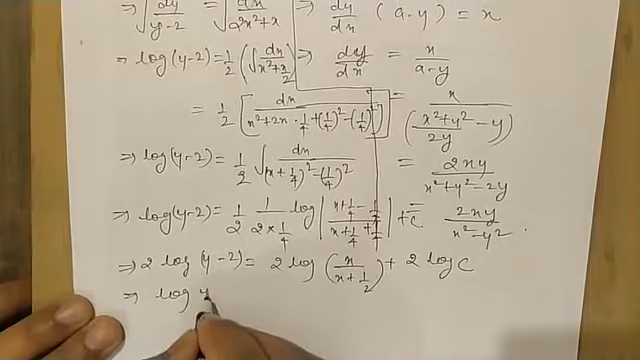 ⇒ ∫ dy/(y-2) = ∫ dx/(2x²+x) ⇒ dy/dx (a-y) = x
⇒ log(y-2) = 1/2 (∫ dx/(x²+x/2)) ⇒ dy/dx = x/(a-y)
= 1/2 [ dx/(x²+2x·1/4+(1/4)²-(1/4)²) ] = x/((x²+y²)/2y - y)
⇒ log(y-2) = 1/2 ∫ dx/((x+1/4)²-(1/4)²) = 2xy/(x²+y²-2y
⇒ log(y-2) = 1/2 1/(2×1/4) log |(x+1/4-1/4)/(x+1/4+1/4)| + C = 2xy/(x²-y²).
⇒ 2 log(y-2) = 2 log (x/(x+1/2)) + 2 log C
⇒ log y